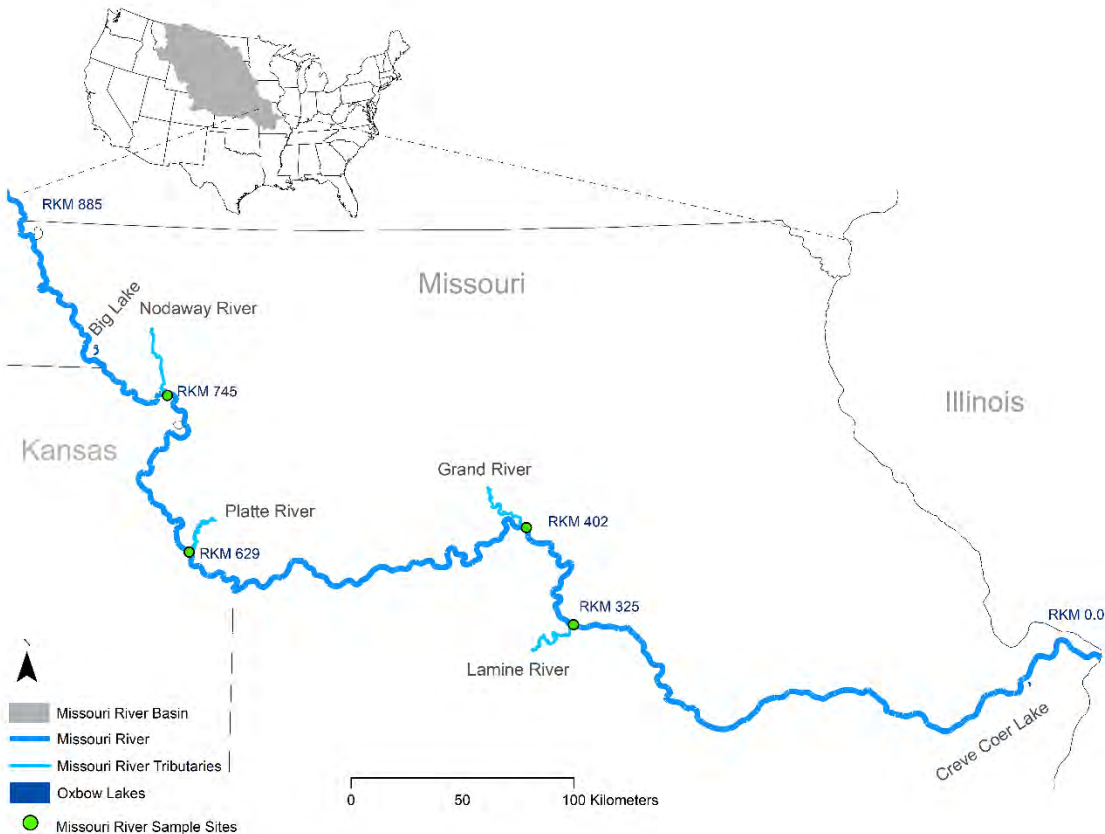 RKM 885
Missouri
Big Lake
Nodaway River
RKM 745
Illinois
Kansas
Grand River
Platte River
RKM 402
RKM 629
RKM 325
RKM 0.0
Lamine River
N
Missouri River Basin
Missouri River
Creve Coer Lake
Missouri River Tributaries
Oxbow Lakes
0 50 100 Kilometers
Missouri River Sample Sites